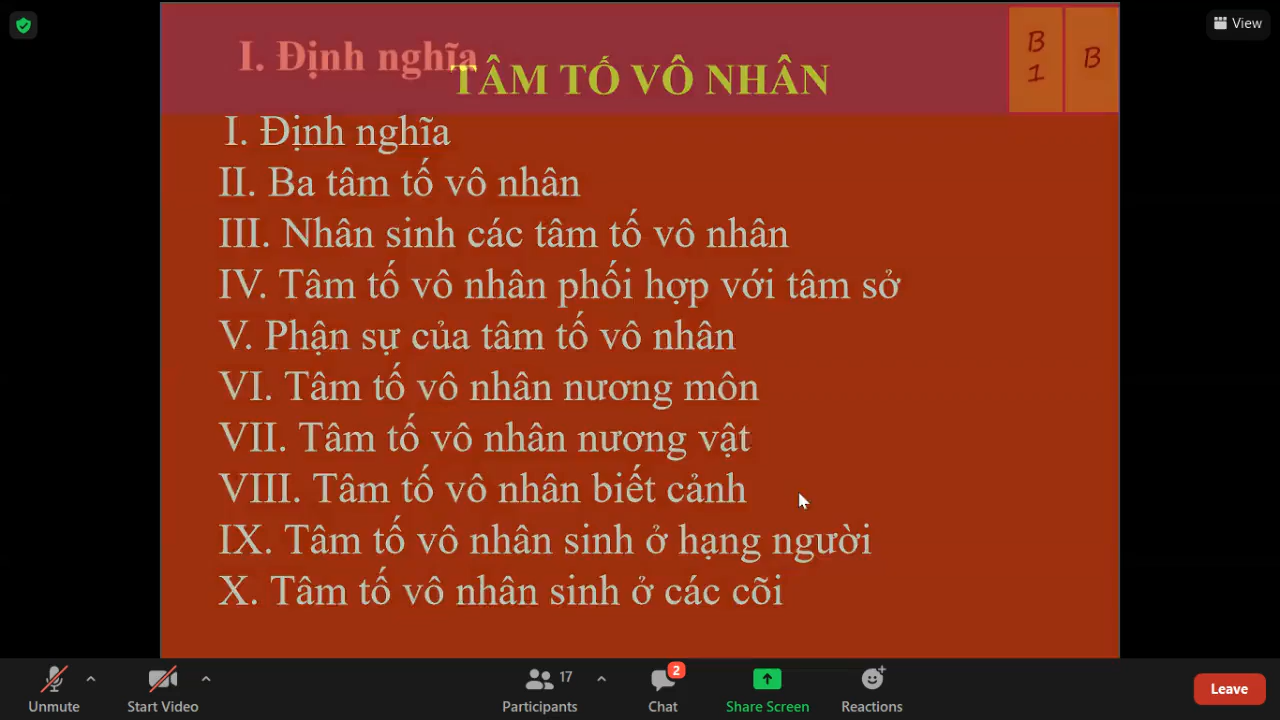 View
I. Định nghĩa
TÂM TỐ VÔ NHÂN
B
1
B
I. Định nghĩa
II. Ba tâm tố vô nhân
III. Nhân sinh các tâm tố vô nhân
IV. Tâm tố vô nhân phối hợp với tâm sở
V. Phận sự của tâm tố vô nhân
VI. Tâm tố vô nhân nương môn
VII. Tâm tố vô nhân nương vật
VIII. Tâm tố vô nhân biết cảnh
IX. Tâm tố vô nhân sinh ở hạng người
X. Tâm tố vô nhân sinh ở các cõi
17
2
Unmute
Start Video
Participants
Chat
Share Screen
Reactions
Leave